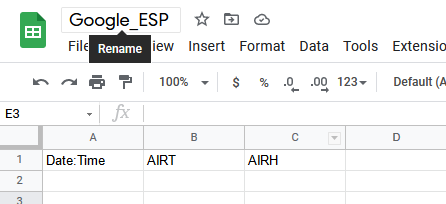 Google_ESP
File View Insert Format Data Tools Extensio
Rename
100% $ % .0 .00 123 Default (A
E3 fx
A B C D
1 Date:Time AIRT AIRH
2
3